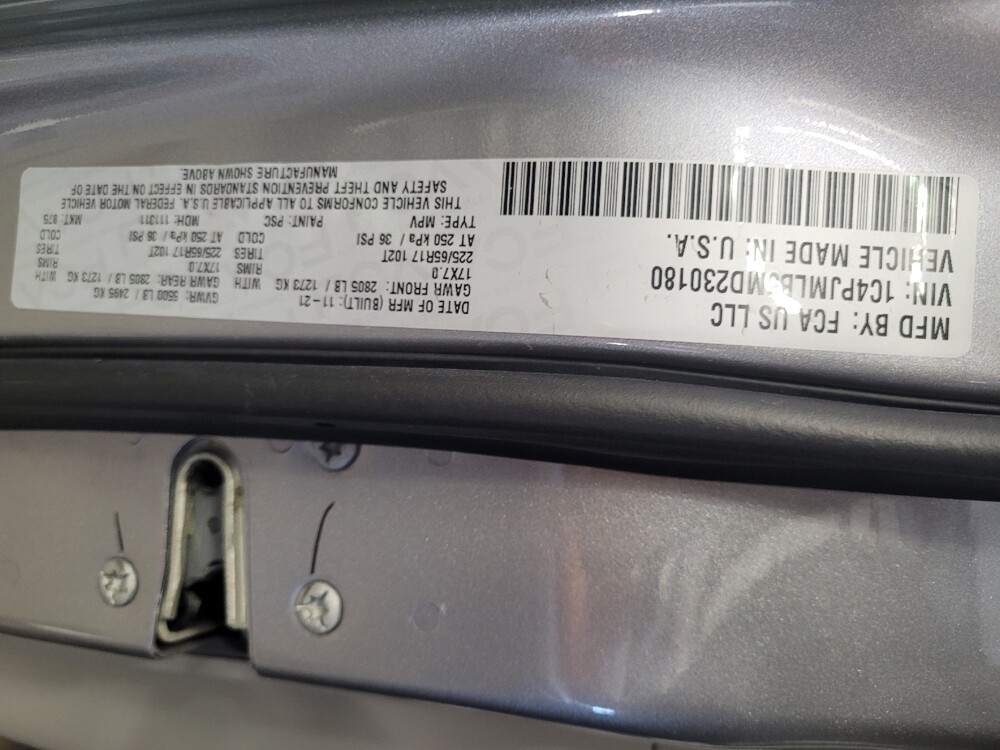 MFD BY: FCA US LLC
VIN: 1C4PJMLB5MD230180
VEHICLE MADE IN: U.S.A.
DATE OF MFR (BUILT): 11-21
GVWR: 5500 LB / 2495 KG
GAWR FRONT: 2805 LB / 1273 KG WITH
GAWR REAR: 2805 LB / 1273 KG WITH
17X7.0 RIMS
17X7.0 RIMS
225/65R17 102T TIRES
225/65R17 102T TIRES
AT 250 kPa / 36 PSI COLD
AT 250 kPa / 36 PSI COLD
TYPE: MPV PAINT: PSC MDH: 111311 MKT: 875
THIS VEHICLE CONFORMS TO ALL APPLICABLE U.S.A. FEDERAL MOTOR VEHICLE
SAFETY AND THEFT PREVENTION STANDARDS IN EFFECT ON THE DATE OF
MANUFACTURE SHOWN ABOVE.